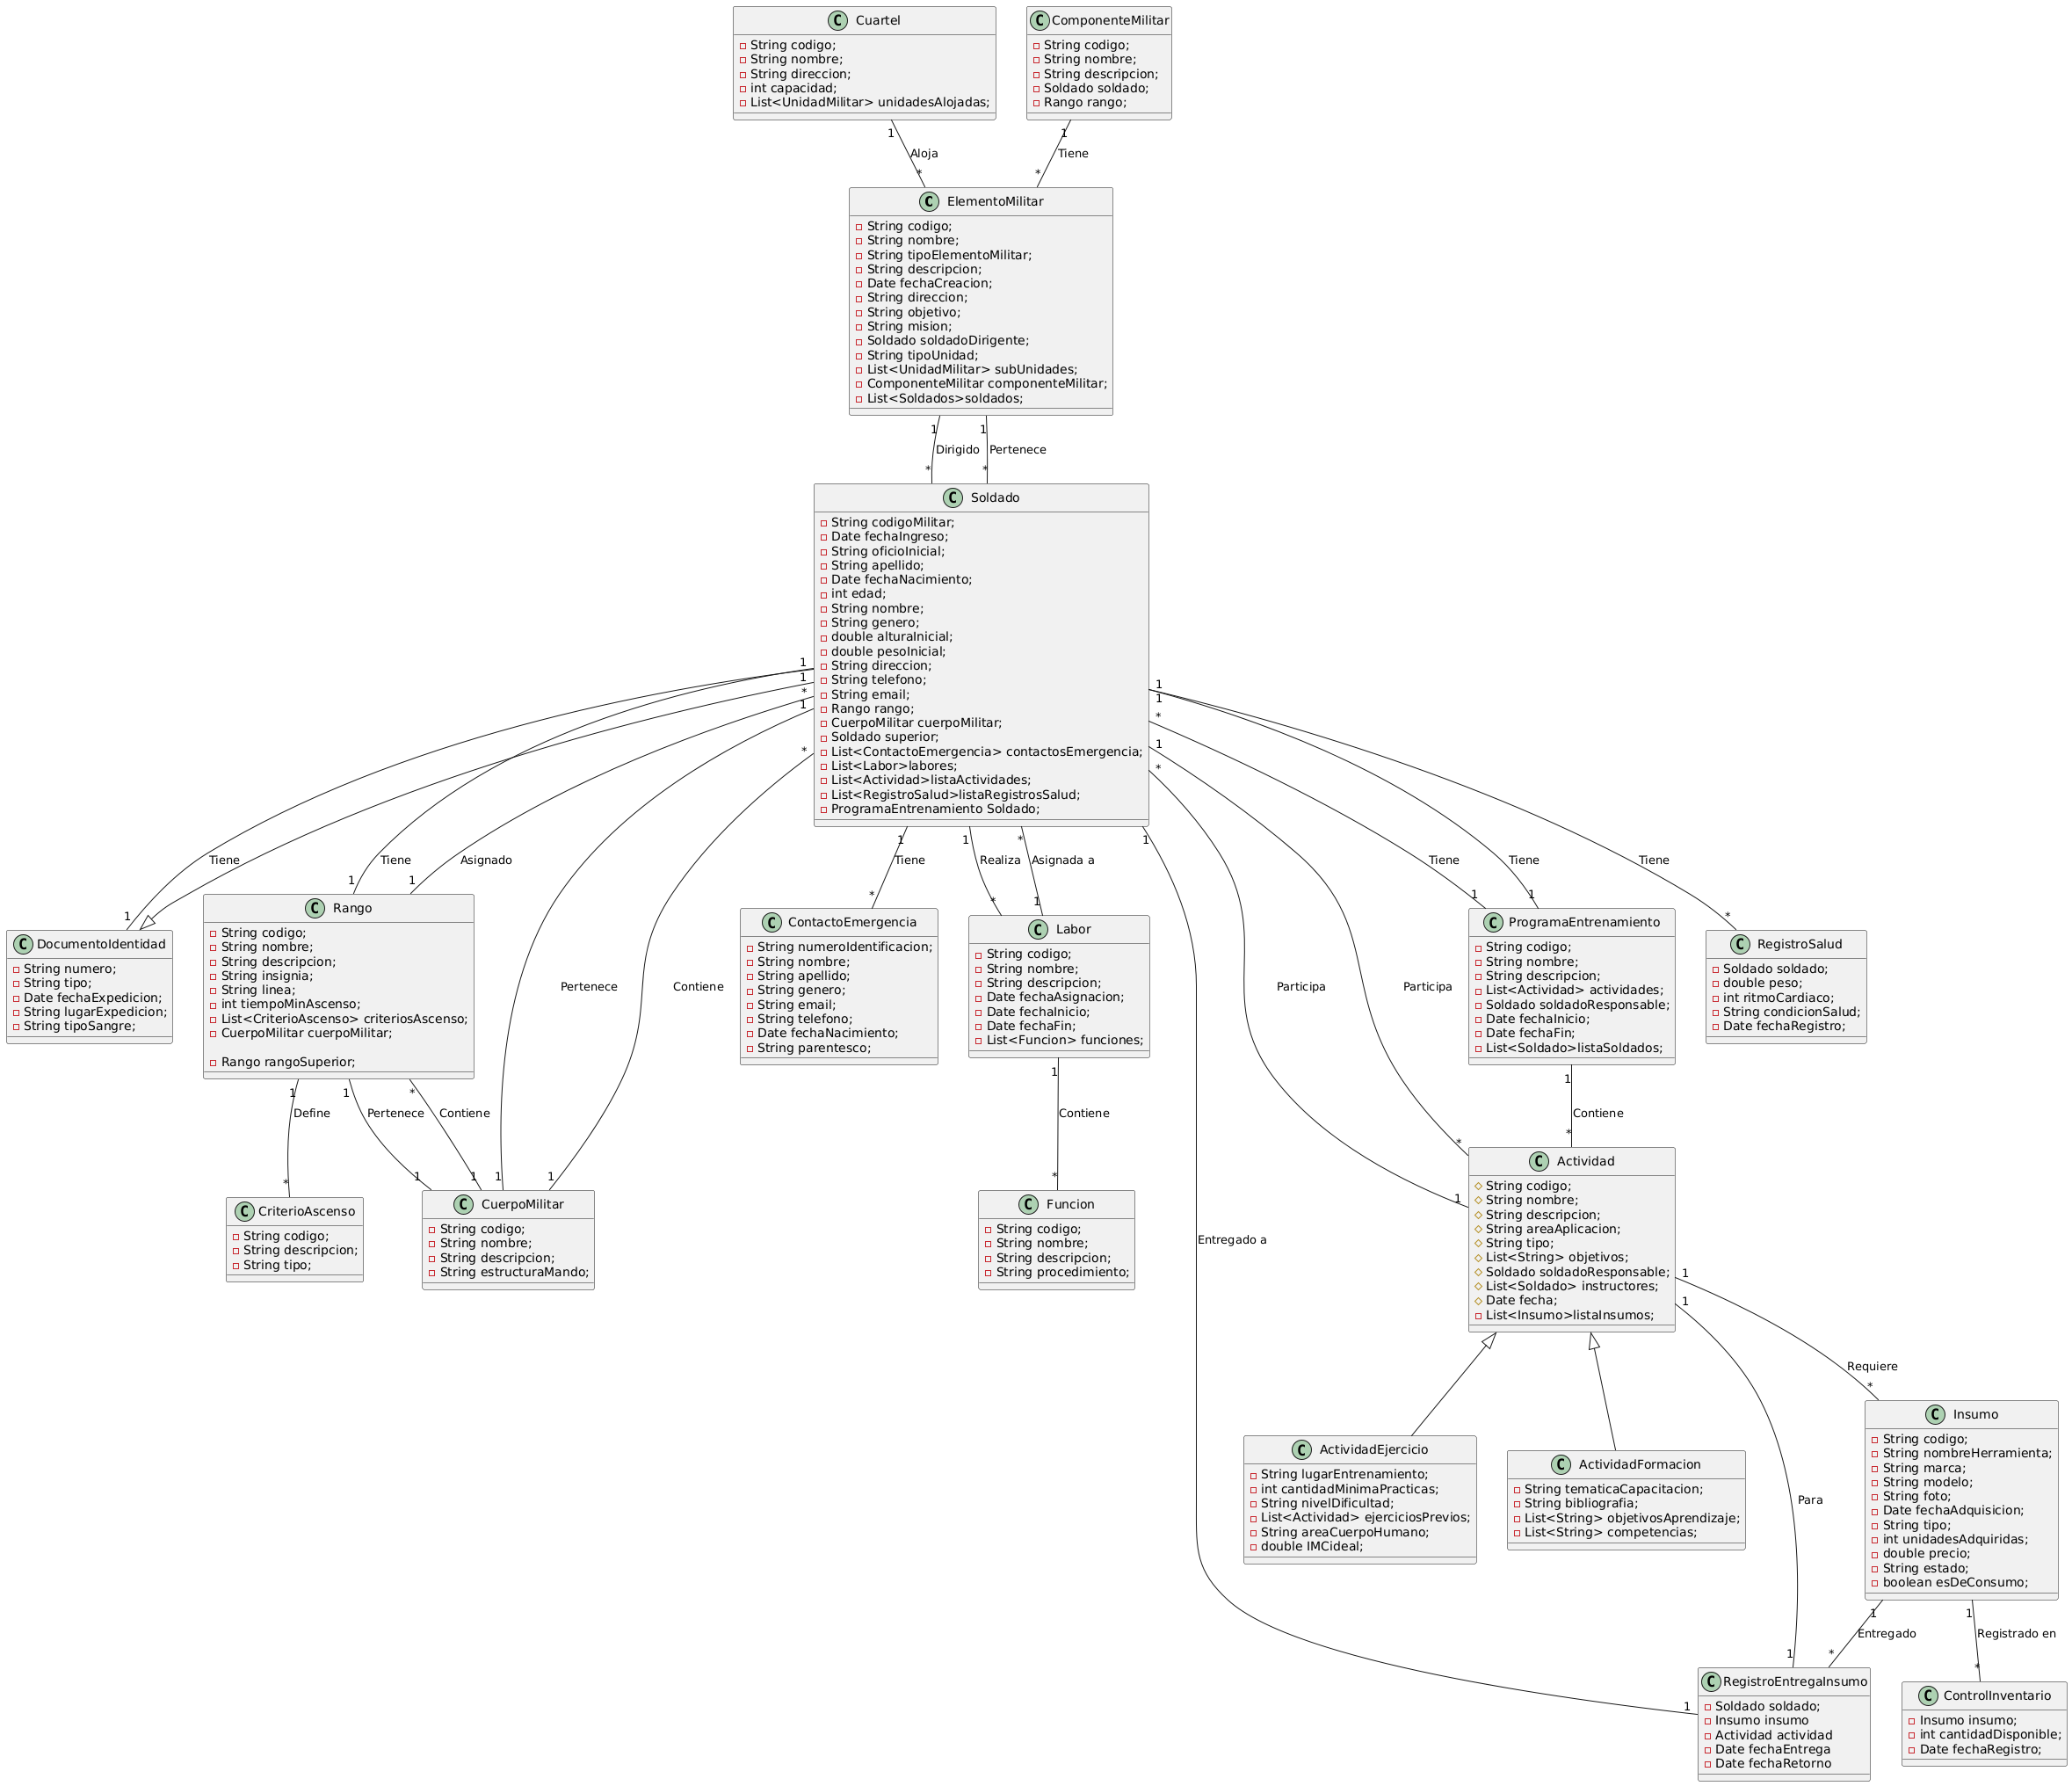 Cuartel
String codigo;
String nombre;
String direccion;
int capacidad;
List<UnidadMilitar> unidadesAlojadas;
ComponenteMilitar
String codigo;
String nombre;
String descripcion;
Soldado soldado;
Rango rango;
1
Aloja
*
1
Tiene
*
ElementoMilitar
String codigo;
String nombre;
String tipoElementoMilitar;
String descripcion;
Date fechaCreacion;
String direccion;
String objetivo;
String mision;
Soldado soldadoDirigente;
String tipoUnidad;
List<UnidadMilitar> subUnidades;
ComponenteMilitar componenteMilitar;
List<Soldados>soldados;
1
Dirigido
*
1
Pertenece
*
Soldado
String codigoMilitar;
Date fechaIngreso;
String oficioInicial;
String apellido;
Date fechaNacimiento;
int edad;
String nombre;
String genero;
double alturaInicial;
double pesoInicial;
String direccion;
String telefono;
String email;
Rango rango;
CuerpoMilitar cuerpoMilitar;
Soldado superior;
List<ContactoEmergencia> contactosEmergencia;
List<Labor>labores;
List<Actividad>listaActividades;
List<RegistroSalud>listaRegistrosSalud;
ProgramaEntrenamiento Soldado;
1
1
*
1
*
1
1
*
1
*
Tiene
1
Tiene
1
Asignado
1
Pertenece
1
Contiene
1
1
Tiene
*
1
Realiza
*
*
Asignada a
1
1
Entregado a
1
Participa
1
Participa
*
Tiene
1
Tiene
1
Tiene
*
DocumentoIdentidad
String numero;
String tipo;
Date fechaExpedicion;
String lugarExpedicion;
String tipoSangre;
Rango
String codigo;
String nombre;
String descripcion;
String insignia;
String linea;
int tiempoMinAscenso;
List<CriterioAscenso> criteriosAscenso;
CuerpoMilitar cuerpoMilitar;
Rango rangoSuperior;
ContactoEmergencia
String numeroIdentificacion;
String nombre;
String apellido;
String genero;
String email;
String telefono;
Date fechaNacimiento;
String parentesco;
Labor
String codigo;
String nombre;
String descripcion;
Date fechaAsignacion;
Date fechaInicio;
Date fechaFin;
List<Funcion> funciones;
ProgramaEntrenamiento
String codigo;
String nombre;
String descripcion;
List<Actividad> actividades;
Soldado soldadoResponsable;
Date fechaInicio;
Date fechaFin;
List<Soldado>listaSoldados;
RegistroSalud
Soldado soldado;
double peso;
int ritmoCardiaco;
String condicionSalud;
Date fechaRegistro;
1
Define
*
1
Pertenece
1
*
Contiene
1
1
Contiene
*
1
Contiene
*
CriterioAscenso
String codigo;
String descripcion;
String tipo;
CuerpoMilitar
String codigo;
String nombre;
String descripcion;
String estructuraMando;
Funcion
String codigo;
String nombre;
String descripcion;
String procedimiento;
Actividad
String codigo;
String nombre;
String descripcion;
String areaAplicacion;
String tipo;
List<String> objetivos;
Soldado soldadoResponsable;
List<Soldado> instructores;
Date fecha;
List<Insumo>listaInsumos;
1
Requiere
*
1
Para
1
ActividadEjercicio
String lugarEntrenamiento;
int cantidadMinimaPracticas;
String nivelDificultad;
List<Actividad> ejerciciosPrevios;
String areaCuerpoHumano;
double IMCideal;
ActividadFormacion
String tematicaCapacitacion;
String bibliografia;
List<String> objetivosAprendizaje;
List<String> competencias;
Insumo
String codigo;
String nombreHerramienta;
String marca;
String modelo;
String foto;
Date fechaAdquisicion;
String tipo;
int unidadesAdquiridas;
double precio;
String estado;
boolean esDeConsumo;
1
Entregado
*
1
Registrado en
*
RegistroEntregaInsumo
Soldado soldado;
Insumo insumo
Actividad actividad
Date fechaEntrega
Date fechaRetorno
ControlInventario
Insumo insumo;
int cantidadDisponible;
Date fechaRegistro;